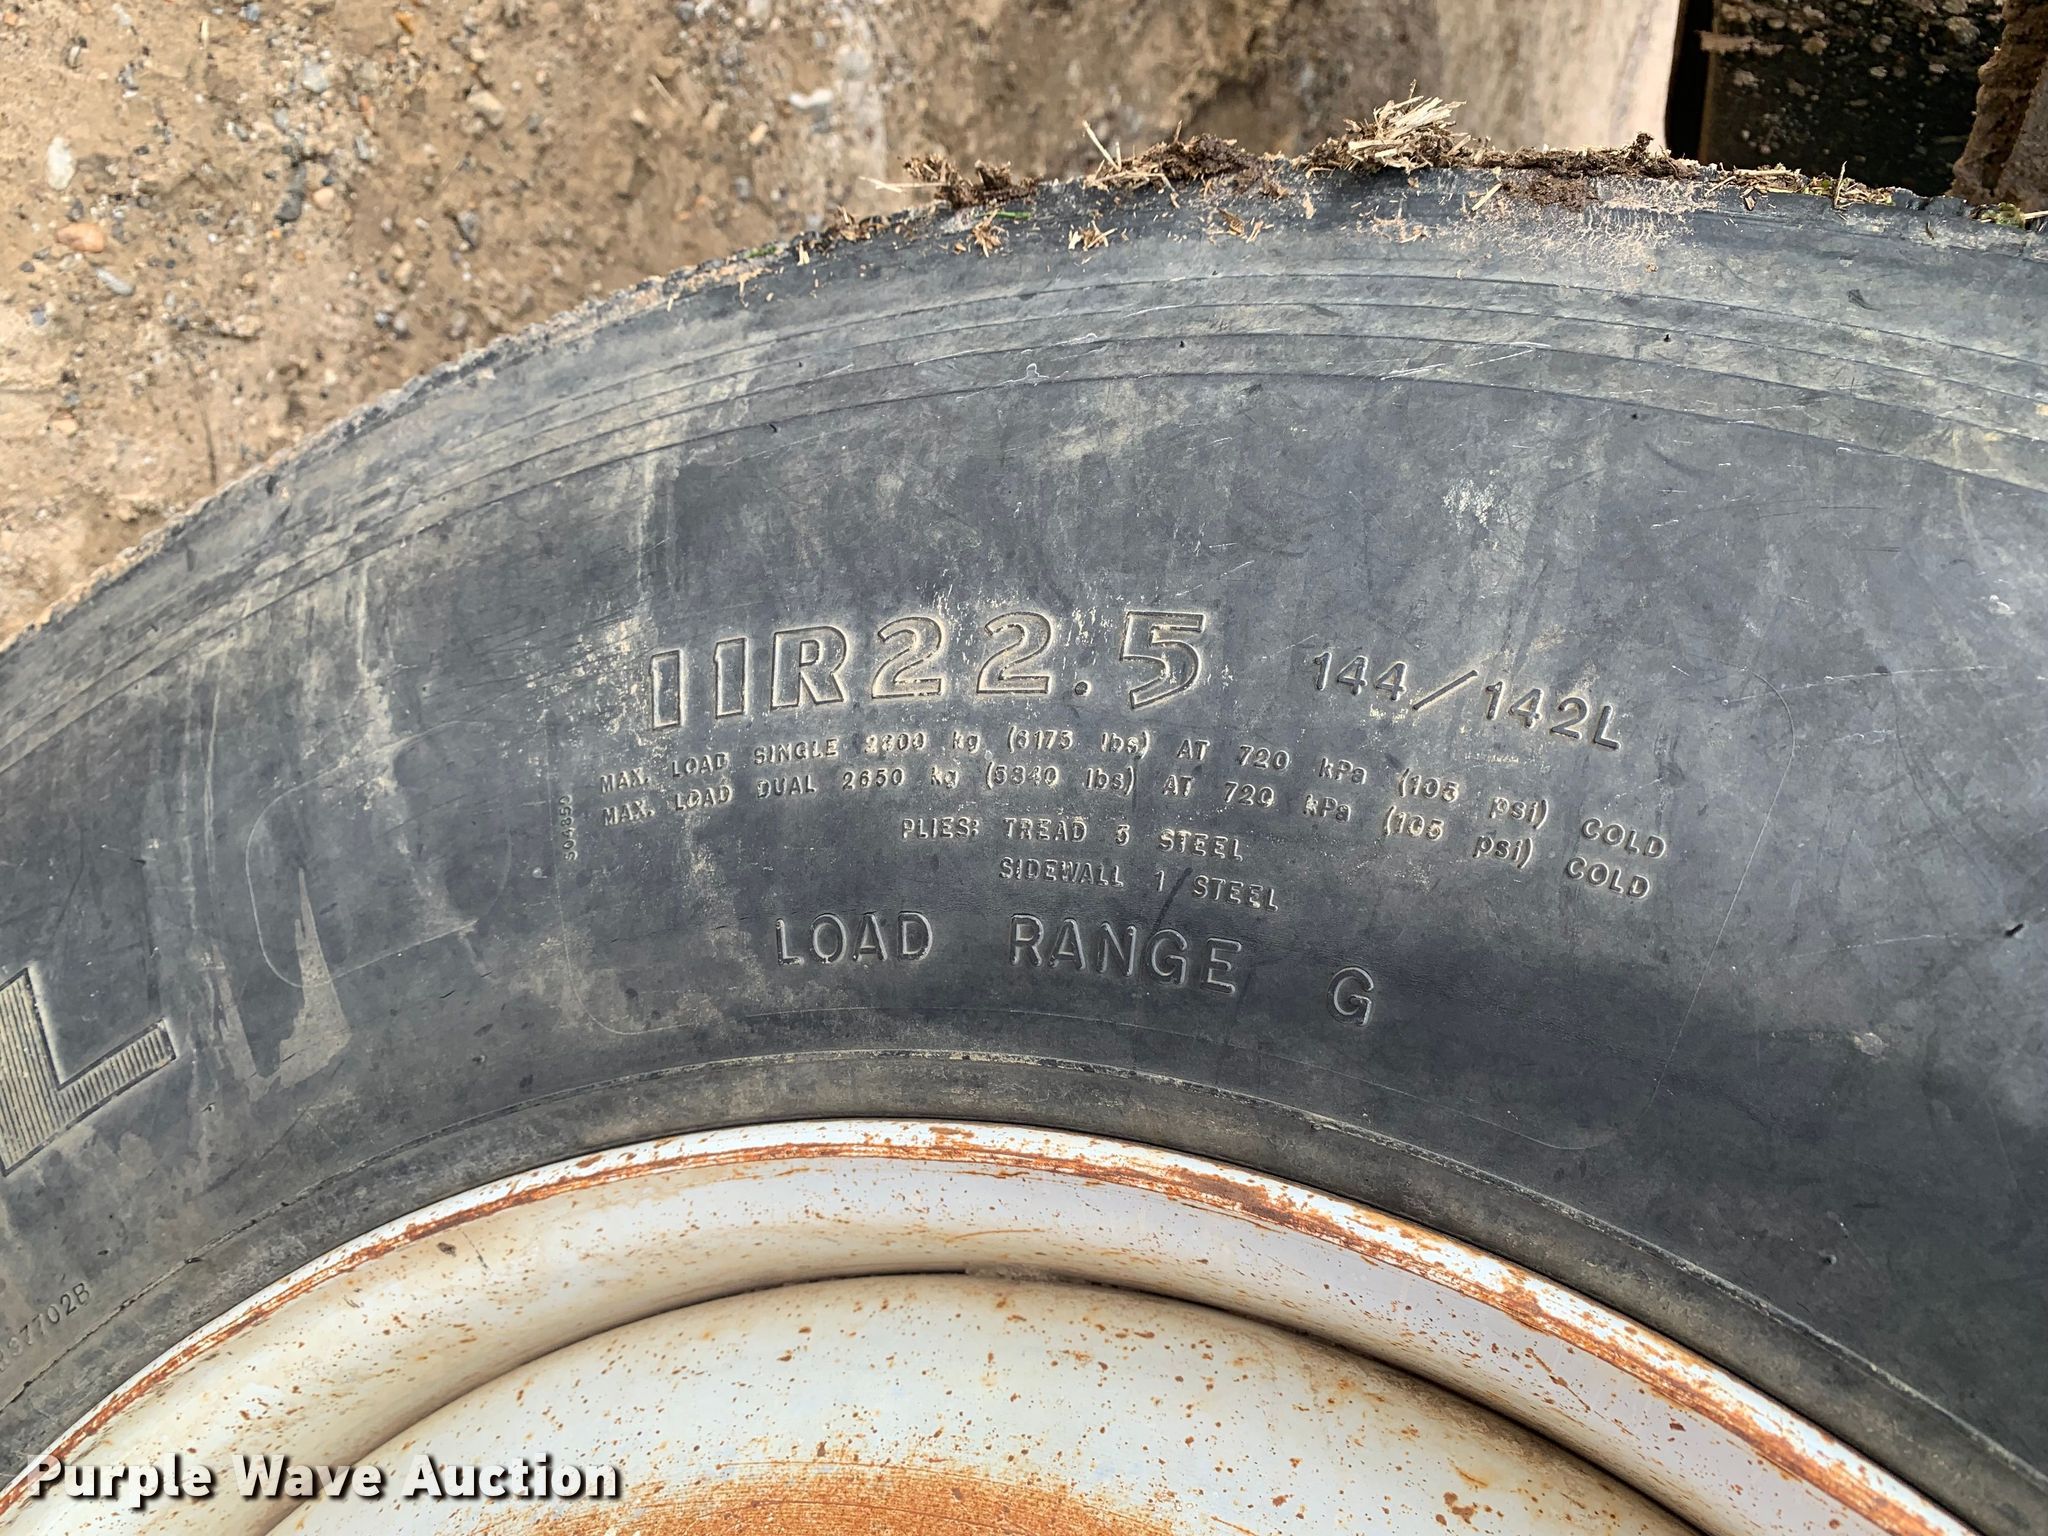 11R22.5 144/142L
MAX. LOAD SINGLE 2800 kg (6175 lbs) AT 720 kPa (105 psi) COLD
MAX. LOAD DUAL 2650 kg (5840 lbs) AT 720 kPa (105 psi) COLD
PLIES: TREAD 5 STEEL
SIDEWALL 1 STEEL
LOAD RANGE G
504850
L
Purple Wave Auction